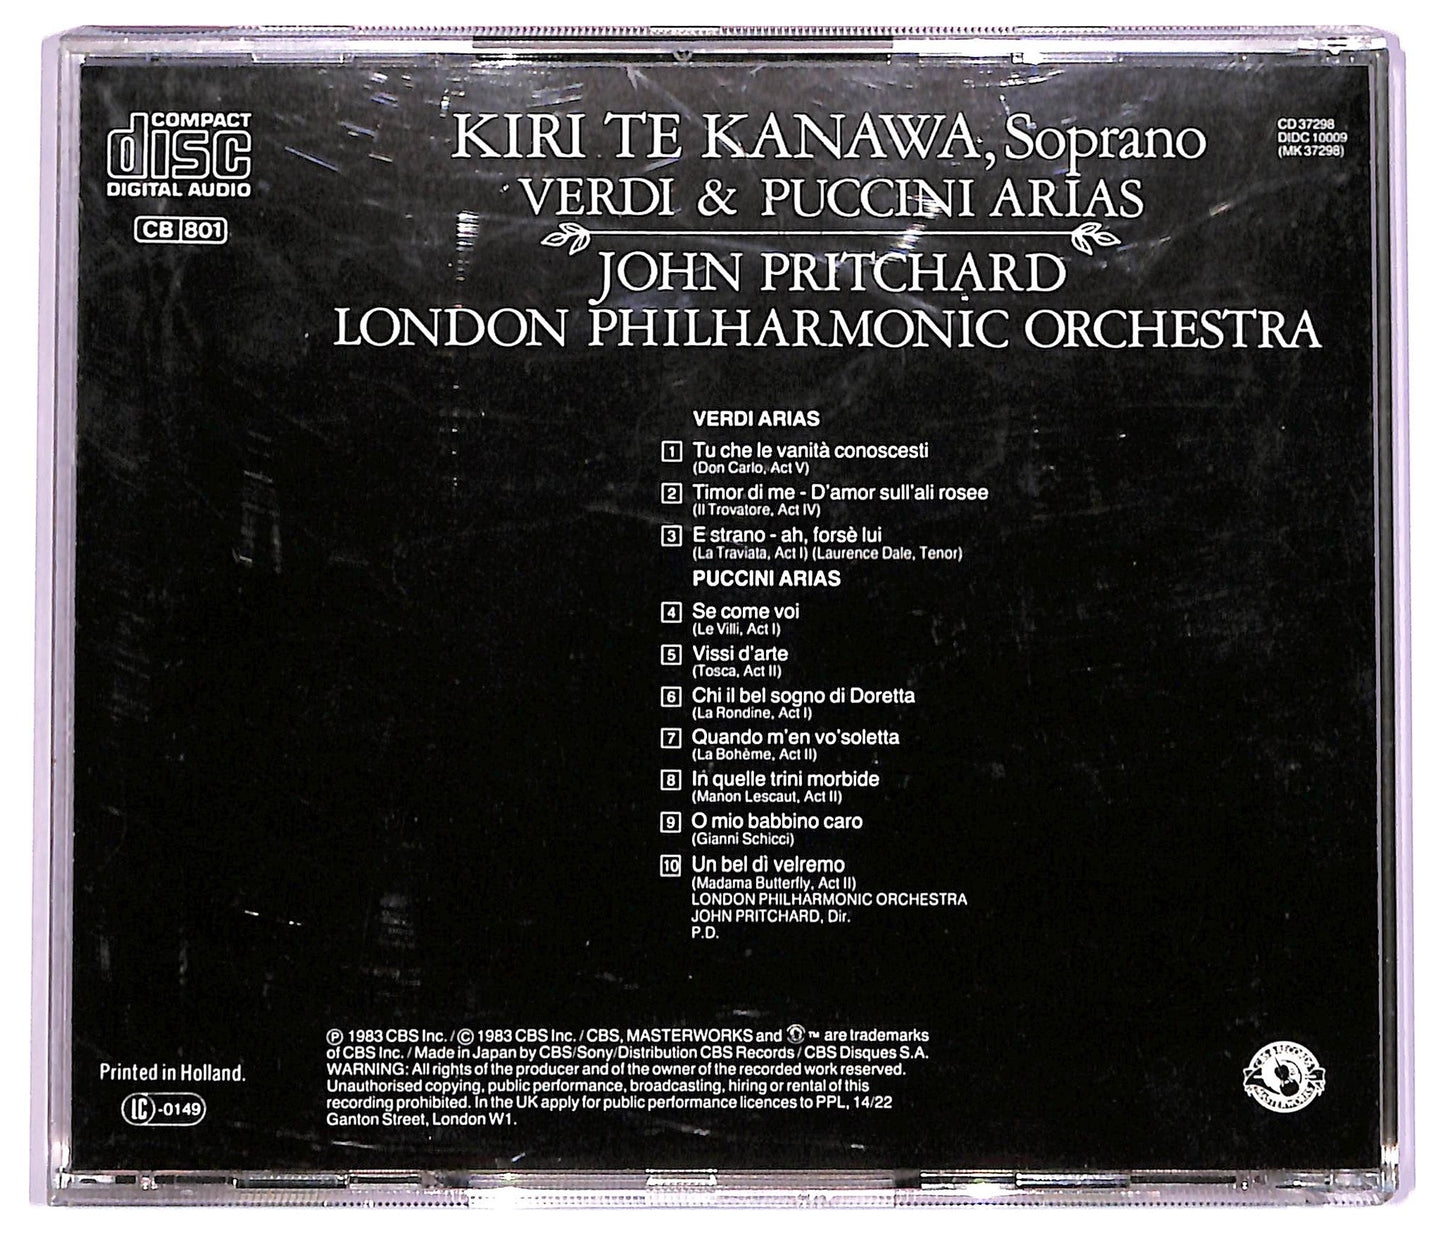 COMPACT
disc
DIGITAL AUDIO
CB 801
KIRI TE KANAWA, Soprano
VERDI & PUCCINI ARIAS
JOHN PRITCHARD
LONDON PHILHARMONIC ORCHESTRA
CD 37298
DIDC 10009
(MK 37298)
VERDI ARIAS
1 Tu che le vanità conoscesti
(Don Carlo, Act V)
2 Timor di me - D'amor sull'ali rosee
(Il Trovatore, Act IV)
3 E strano - ah, forsè lui
(La Traviata, Act I) (Laurence Dale, Tenor)
PUCCINI ARIAS
4 Se come voi
(Le Villi, Act I)
5 Vissi d'arte
(Tosca, Act II)
6 Chi il bel sogno di Doretta
(La Rondine, Act I)
7 Quando m'en vo'soletta
(La Bohème, Act II)
8 In quelle trini morbide
(Manon Lescaut, Act II)
9 O mio babbino caro
(Gianni Schicci)
10 Un bel dì velremo
(Madama Butterfly, Act II)
LONDON PHILHARMONIC ORCHESTRA
JOHN PRITCHARD, Dir.
P.D.
Ⓟ 1983 CBS Inc. / © 1983 CBS Inc. / CBS, MASTERWORKS and ™ are trademarks
of CBS Inc. / Made in Japan by CBS/Sony/Distribution CBS Records / CBS Disques S.A.
WARNING: All rights of the producer and of the owner of the recorded work reserved.
Unauthorised copying, public performance, broadcasting, hiring or rental of this
recording prohibited. In the UK apply for public performance licences to PPL, 14/22
Ganton Street, London W1.
Printed in Holland.
LC-0149
CBS RECORDS
MASTERWORKS